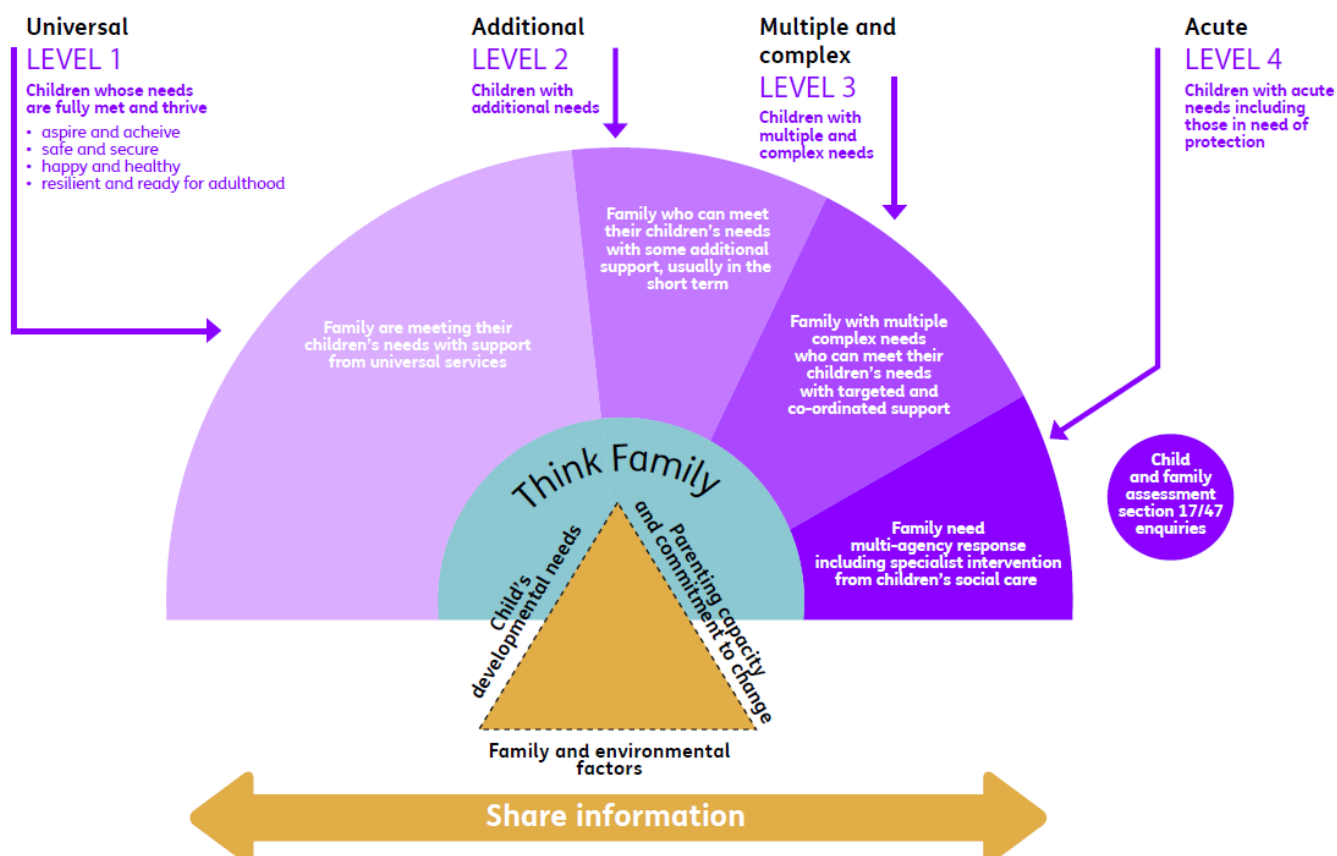 Universal
LEVEL 1
Children whose needs
are fully met and thrive
• aspire and acheive
• safe and secure
• happy and healthy
• resilient and ready for adulthood
Additional
LEVEL 2
Children with
additional needs
Multiple and
complex
LEVEL 3
Children with
multiple and
complex needs
Acute
LEVEL 4
Children with acute
needs including
those in need of
protection
Family are meeting their
children's needs with support
from universal services
Family who can meet
their children's needs
with some additional
support, usually in the
short term
Family with multiple
complex needs
who can meet their
children's needs
with targeted and
co-ordinated support
Family need
multi-agency response
including specialist intervention
from children's social care
Child
and family
assessment
section 17/47
enquiries
Think Family
Child's
developmental needs
Parenting capacity
and commitment to change
Family and environmental
factors
Share information